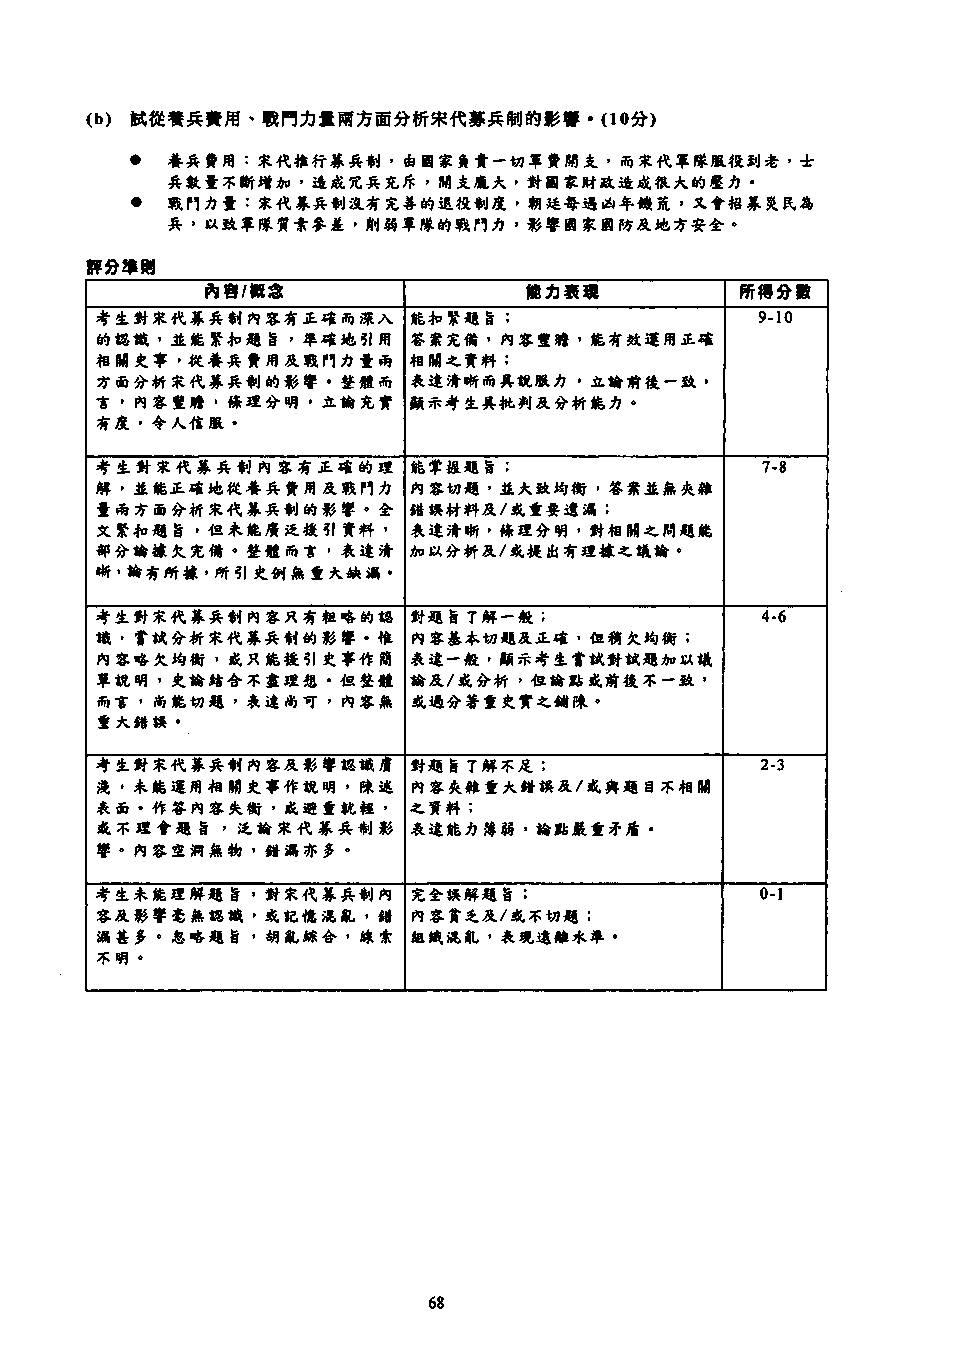 (b) 試從養兵費用、戰鬥力量兩方面分析宋代募兵制的影響。(10分)
● 養兵費用：宋代推行募兵制，由國家負責一切軍費開支，而宋代軍隊服役到老，士
兵數量不斷增加，造成冗兵充斥，開支龐大，對國家財政造成很大的壓力。
● 戰鬥力量：宋代募兵制沒有完善的退役制度，朝廷每遇凶年饑荒，又會招募災民為
兵，以致軍隊質素參差，削弱軍隊的戰鬥力，影響國家國防及地方安全。
評分準則
內容/概念 能力表現 所得分數
考生對宋代募兵制內容有正確而深入
的認識，並能緊扣題旨，準確地引用
相關史事，從養兵費用及戰鬥力量兩
方面分析宋代募兵制的影響。整體而
言，內容豐贍，條理分明，立論充實
有度，令人信服。
能扣緊題旨；
答案完備，內容豐贍，能有效運用正確
相關之資料；
表達清晰而具說服力，立論前後一致，
顯示考生具批判及分析能力。
9-10
考生對宋代募兵制內容有正確的理
解，並能正確地從養兵費用及戰鬥力
量兩方面分析宋代募兵制的影響。全
文緊扣題旨，但未能廣泛援引資料，
部分論據欠完備。整體而言，表達清
晰，論有所據，所引史例無重大缺漏。
能掌握題旨；
內容切題，並大致均衡，答案並無夾雜
錯誤材料及/或重要遺漏；
表達清晰，條理分明，對相關之問題能
加以分析及/或提出有理據之議論。
7-8
考生對宋代募兵制內容只有粗略的認
識，嘗試分析宋代募兵制的影響。惟
內容略欠均衡，或只能援引史事作簡
單說明，史論結合不盡理想。但整體
而言，尚能切題，表達尚可，內容無
重大錯誤。
對題旨了解一般；
內容基本切題及正確，但稍欠均衡；
表達一般，顯示考生嘗試對試題加以議
論及/或分析，但論點或前後不一致，
或過分著重史實之鋪陳。
4-6
考生對宋代募兵制內容及影響認識膚
淺，未能運用相關史事作說明，陳述
表面。作答內容失衡，或避重就輕，
或不理會題旨，泛論宋代募兵制影
響。內容空洞無物，錯漏亦多。
對題旨了解不足；
內容夾雜重大錯誤及/或與題目不相關
之資料；
表達能力薄弱，論點嚴重矛盾。
2-3
考生未能理解題旨，對宋代募兵制內
容及影響毫無認識，或記憶混亂，錯
漏甚多。忽略題旨，胡亂綜合，線索
不明。
完全誤解題旨；
內容貧乏及/或不切題；
組織混亂，表現遠離水準。
0-1
68